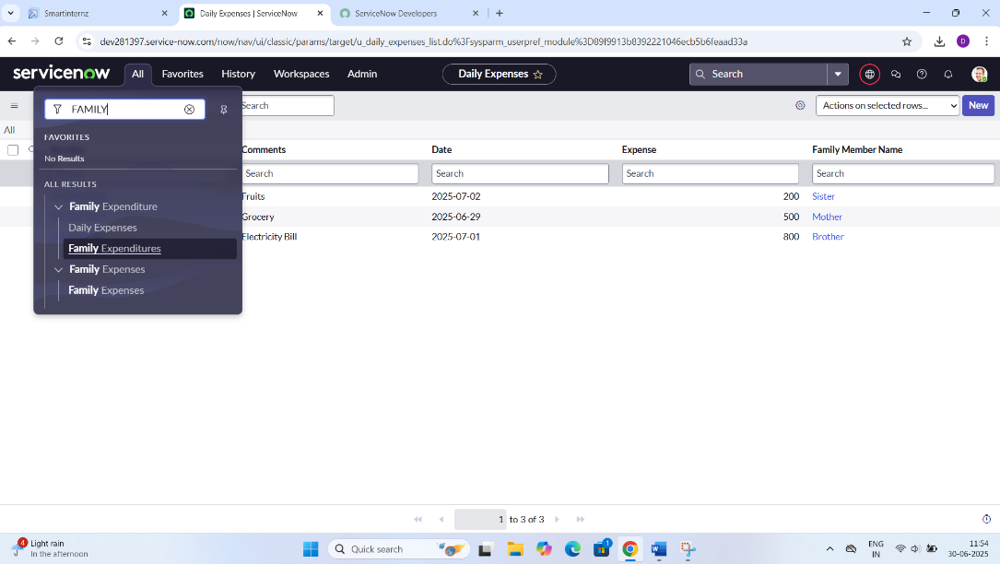 Smartinternz
Daily Expenses | ServiceNow
ServiceNow Developers
dev281397.service-now.com/now/nav/ui/classic/params/target/u_daily_expenses_list.do%3Fsysparm_userpref_module%3D89f9913b8392221046ecb5b6feaad33a
D
servicenow
All
Favorites
History
Workspaces
Admin
Daily Expenses
Search
FAMILY
Search
Actions on selected rows...
New
All
FAVORITES
No Results
ALL RESULTS
Family Expenditure
Daily Expenses
Family Expenditures
Family Expenses
Family Expenses
Comments Date Expense Family Member Name
Search Search Search Search
Fruits 2025-07-02 200 Sister
Grocery 2025-06-29 500 Mother
Electricity Bill 2025-07-01 800 Brother
1 to 3 of 3
4
Light rain
In the afternoon
Quick search
1
ENG
IN
11:54
30-06-2025